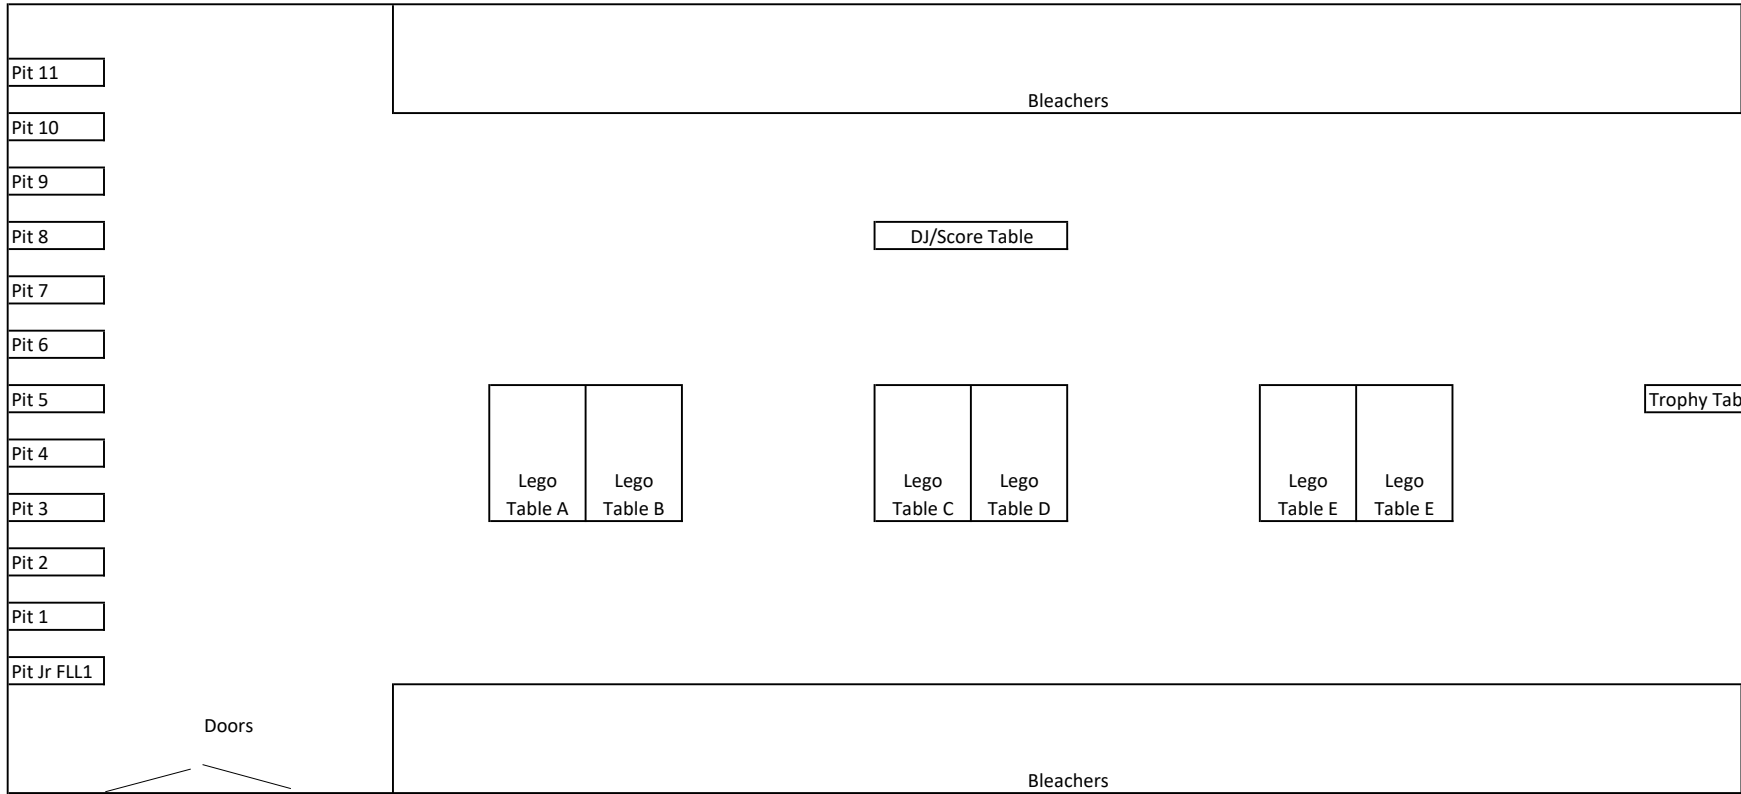 Pit 11
Bleachers
Pit 10
Pit 9
Pit 8
DJ/Score Table
Pit 7
Pit 6
Pit 5
Trophy Tab
Pit 4
Lego
Table A
Lego
Table B
Lego
Table C
Lego
Table D
Lego
Table E
Lego
Table E
Pit 3
Pit 2
Pit 1
Pit Jr FLL1
Doors
Bleachers